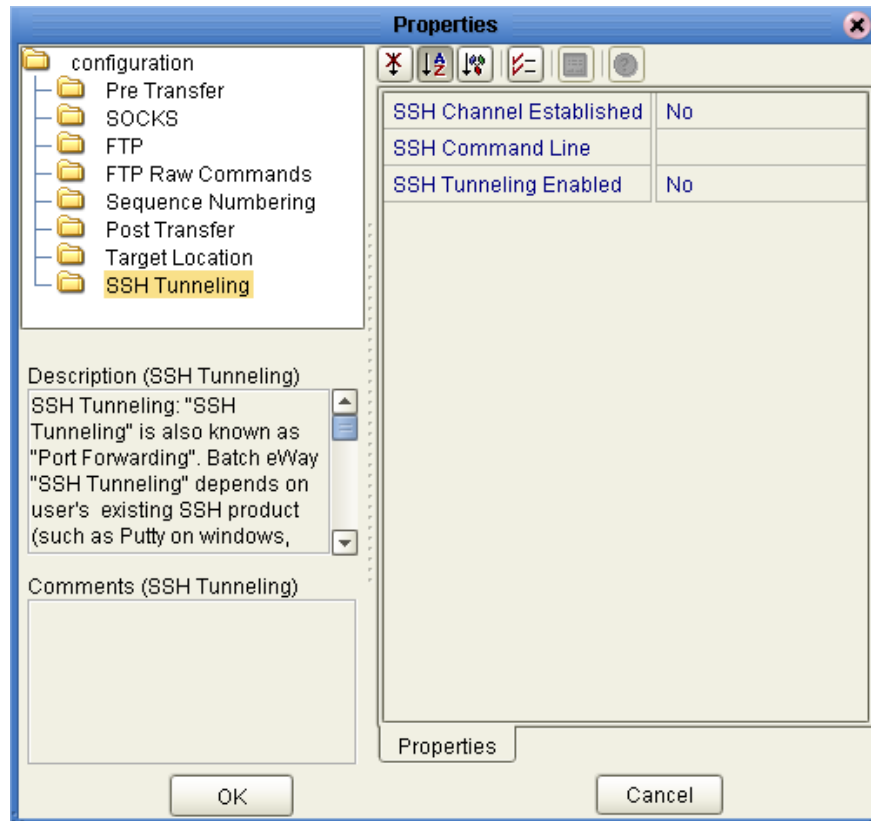 Properties
configuration
Pre Transfer
SOCKS
FTP
FTP Raw Commands
Sequence Numbering
Post Transfer
Target Location
SSH Tunneling
Description (SSH Tunneling)
SSH Tunneling: "SSH
Tunneling" is also known as
"Port Forwarding". Batch eWay
"SSH Tunneling" depends on
user's existing SSH product
(such as Putty on windows,
Comments (SSH Tunneling)
SSH Channel Established No
SSH Command Line
SSH Tunneling Enabled No
Properties
OK
Cancel